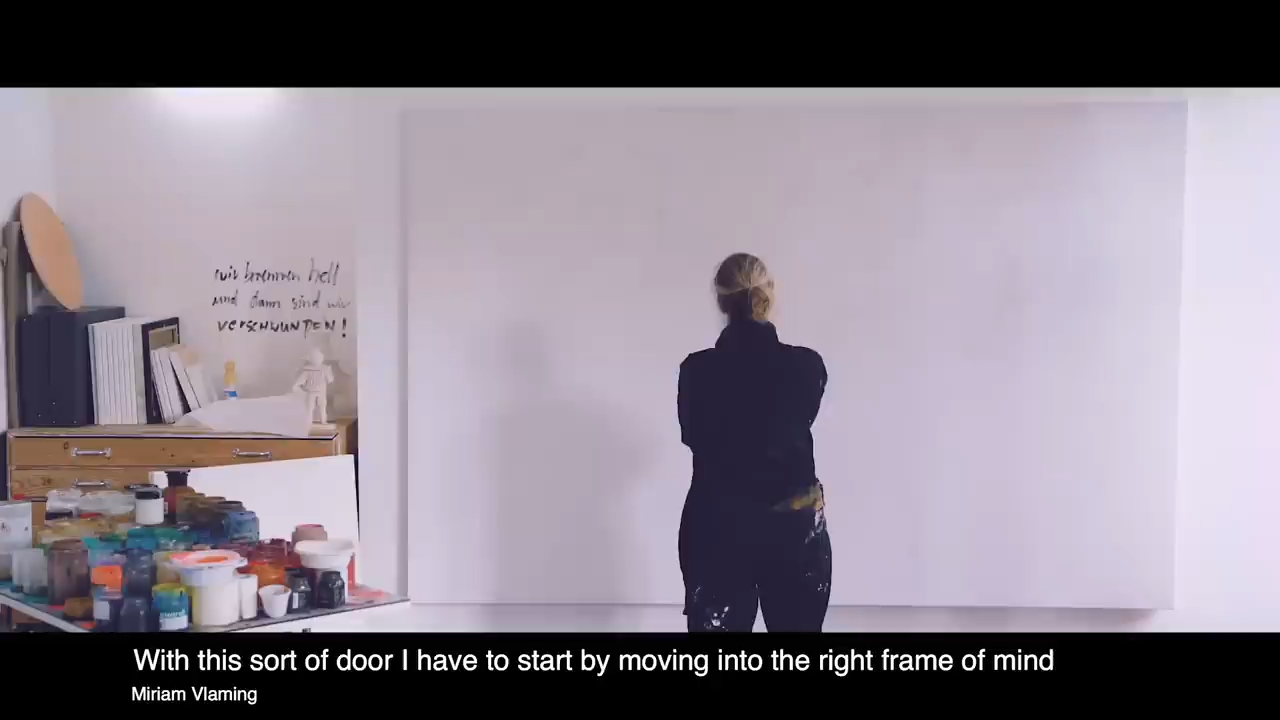 wir brennen hell
und dann sind wir
VERSCHWUNDEN!
With this sort of door I have to start by moving into the right frame of mind
Miriam Vlaming